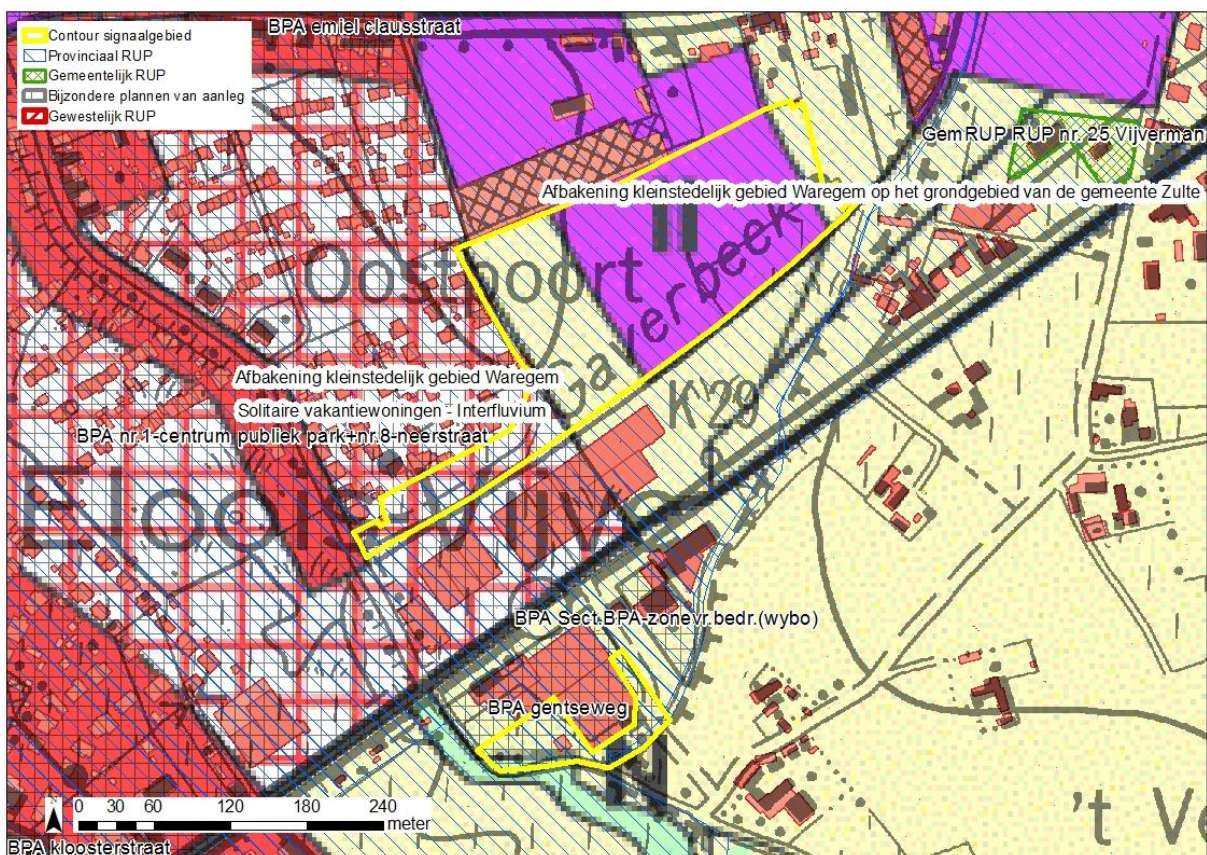 BPA emiel clausstraat
Contour signaalgebied
Provinciaal RUP
Gemeentelijk RUP
Bijzondere plannen van aanleg
Gewestelijk RUP
GemRUP RUP nr. 25 Vijverman
Afbakening kleinstedelijk gebied Waregem op het grondgebied van de gemeente Zulte
Oostpoort
Gaverbeek
Afbakening kleinstedelijk gebied Waregem
K 29
Solitaire vakantiewoningen - Interfluvium
BPA nr.1-centrum publiek park+nr.8-neerstraat
BPA Sect.BPA-zonevr.bedr.(wybo)
BPA gentseweg
N
0 30 60 120 180 240
meter
't Ve
BPA kloosterstraat